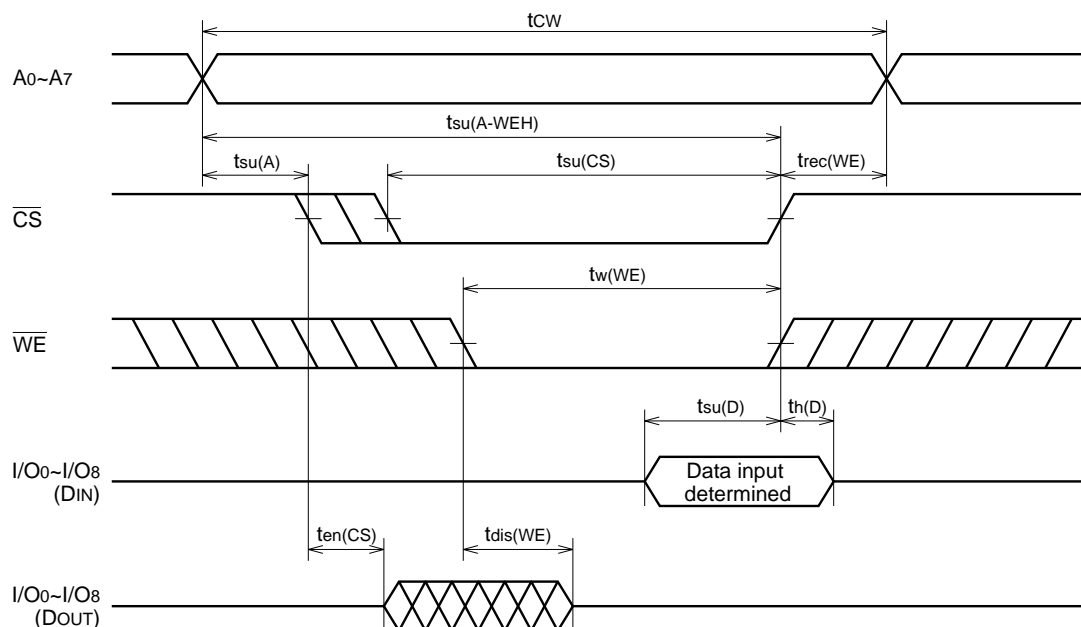 tCW
A0~A7
tsu(A-WEH)
tsu(A)
tsu(CS)
trec(WE)
CS
tw(WE)
WE
tsu(D)
th(D)
I/O0~I/O8
(DIN)
Data input
determined
ten(CS)
tdis(WE)
I/O0~I/O8
(DOUT)